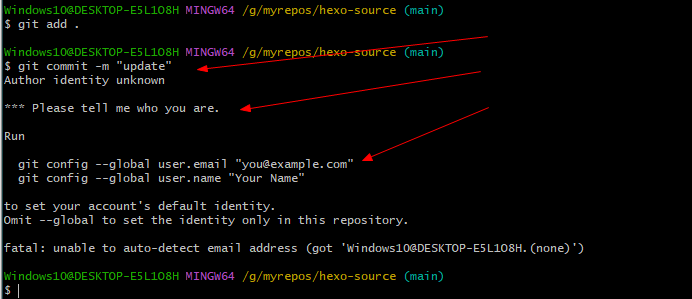 Windows10@DESKTOP-E5L1O8H MINGW64 /g/myrepos/hexo-source (main)
$ git add .
Windows10@DESKTOP-E5L1O8H MINGW64 /g/myrepos/hexo-source (main)
$ git commit -m "update"
Author identity unknown
*** Please tell me who you are.
Run
git config --global user.email "you@example.com"
git config --global user.name "Your Name"
to set your account's default identity.
Omit --global to set the identity only in this repository.
fatal: unable to auto-detect email address (got 'Windows10@DESKTOP-E5L1O8H.(none)')
Windows10@DESKTOP-E5L1O8H MINGW64 /g/myrepos/hexo-source (main)
$